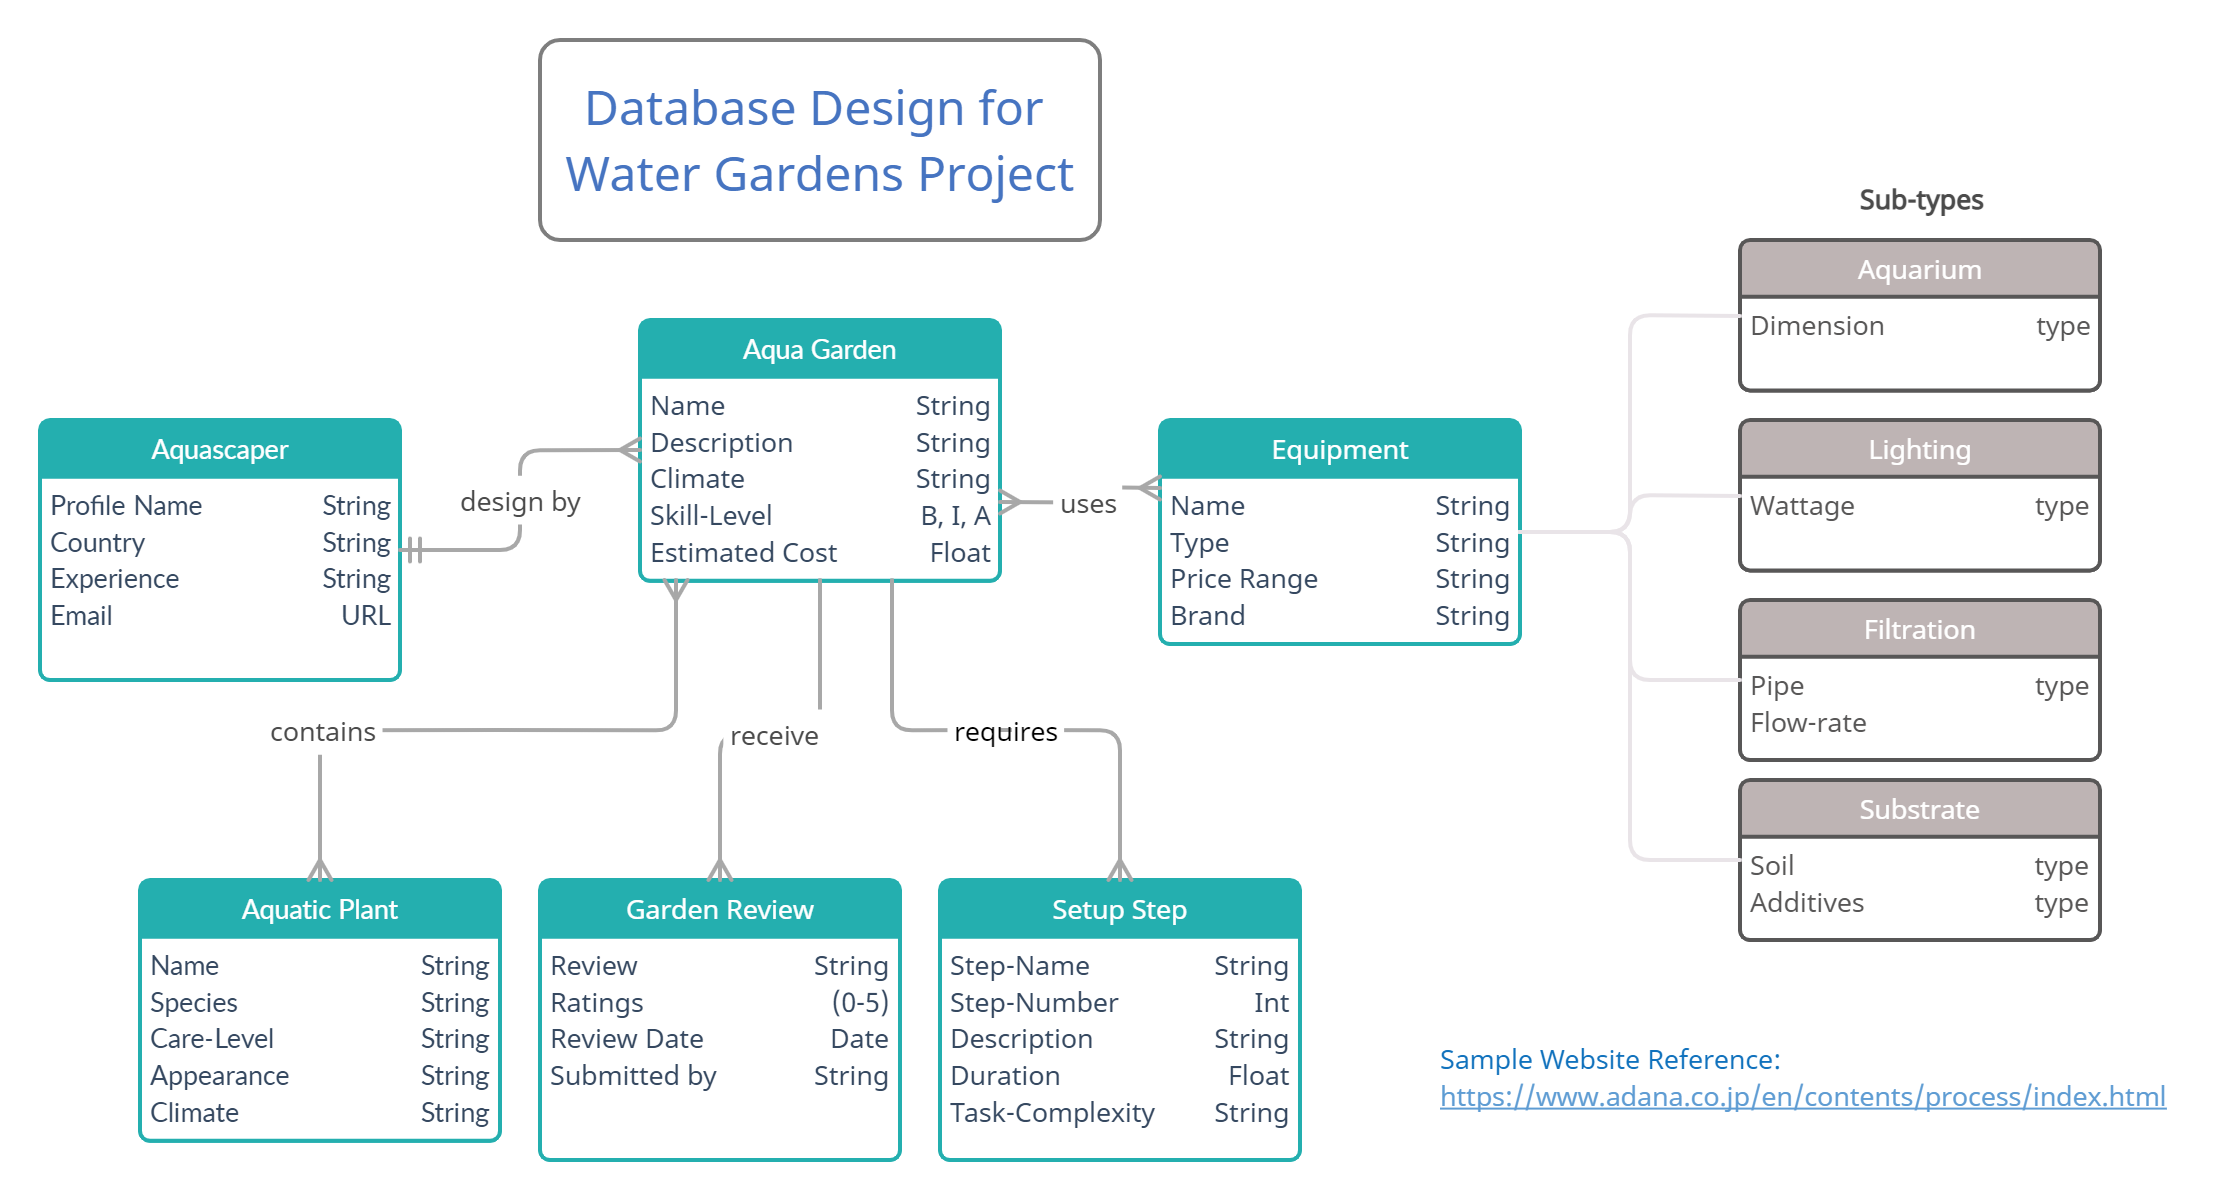 Database Design for
Water Gardens Project
Sub-types
Aquascaper
Profile Name String
Country String
Experience String
Email URL
design by
Aqua Garden
Name String
Description String
Climate String
Skill-Level B, I, A
Estimated Cost Float
uses
Equipment
Name String
Type String
Price Range String
Brand String
Aquarium
Dimension type
Lighting
Wattage type
Filtration
Pipe type
Flow-rate
Substrate
Soil type
Additives type
contains
receive
requires
Aquatic Plant
Name String
Species String
Care-Level String
Appearance String
Climate String
Garden Review
Review String
Ratings (0-5)
Review Date Date
Submitted by String
Setup Step
Step-Name String
Step-Number Int
Description String
Duration Float
Task-Complexity String
Sample Website Reference:
https://www.adana.co.jp/en/contents/process/index.html